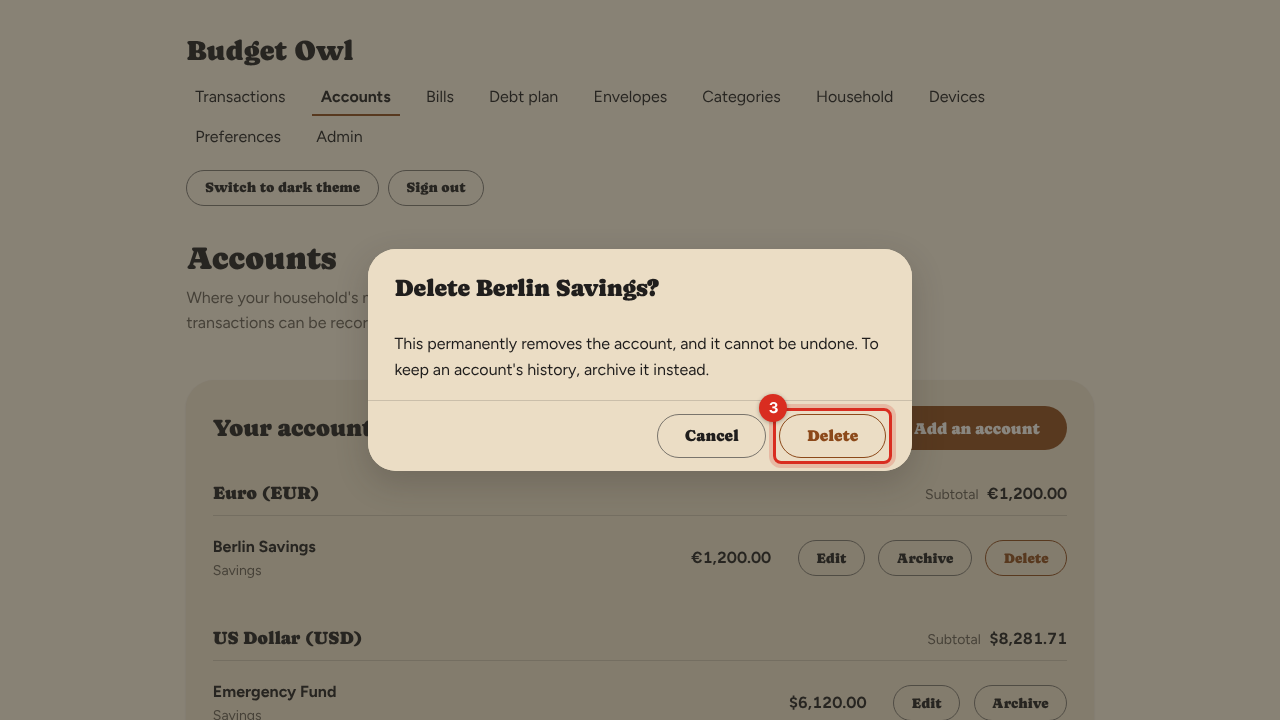 Budget Owl
Transactions Accounts Bills Debt plan Envelopes Categories Household Devices
Preferences Admin
Switch to dark theme Sign out
Accounts
Where your household's
transactions can be
Delete Berlin Savings?
This permanently removes the account, and it cannot be undone. To
keep an account's history, archive it instead.
3
Cancel Delete
Your account
Add an account
Euro (EUR) Subtotal €1,200.00
Berlin Savings
Savings
€1,200.00 Edit Archive Delete
US Dollar (USD) Subtotal $8,281.71
Emergency Fund
Savings
$6,120.00 Edit Archive